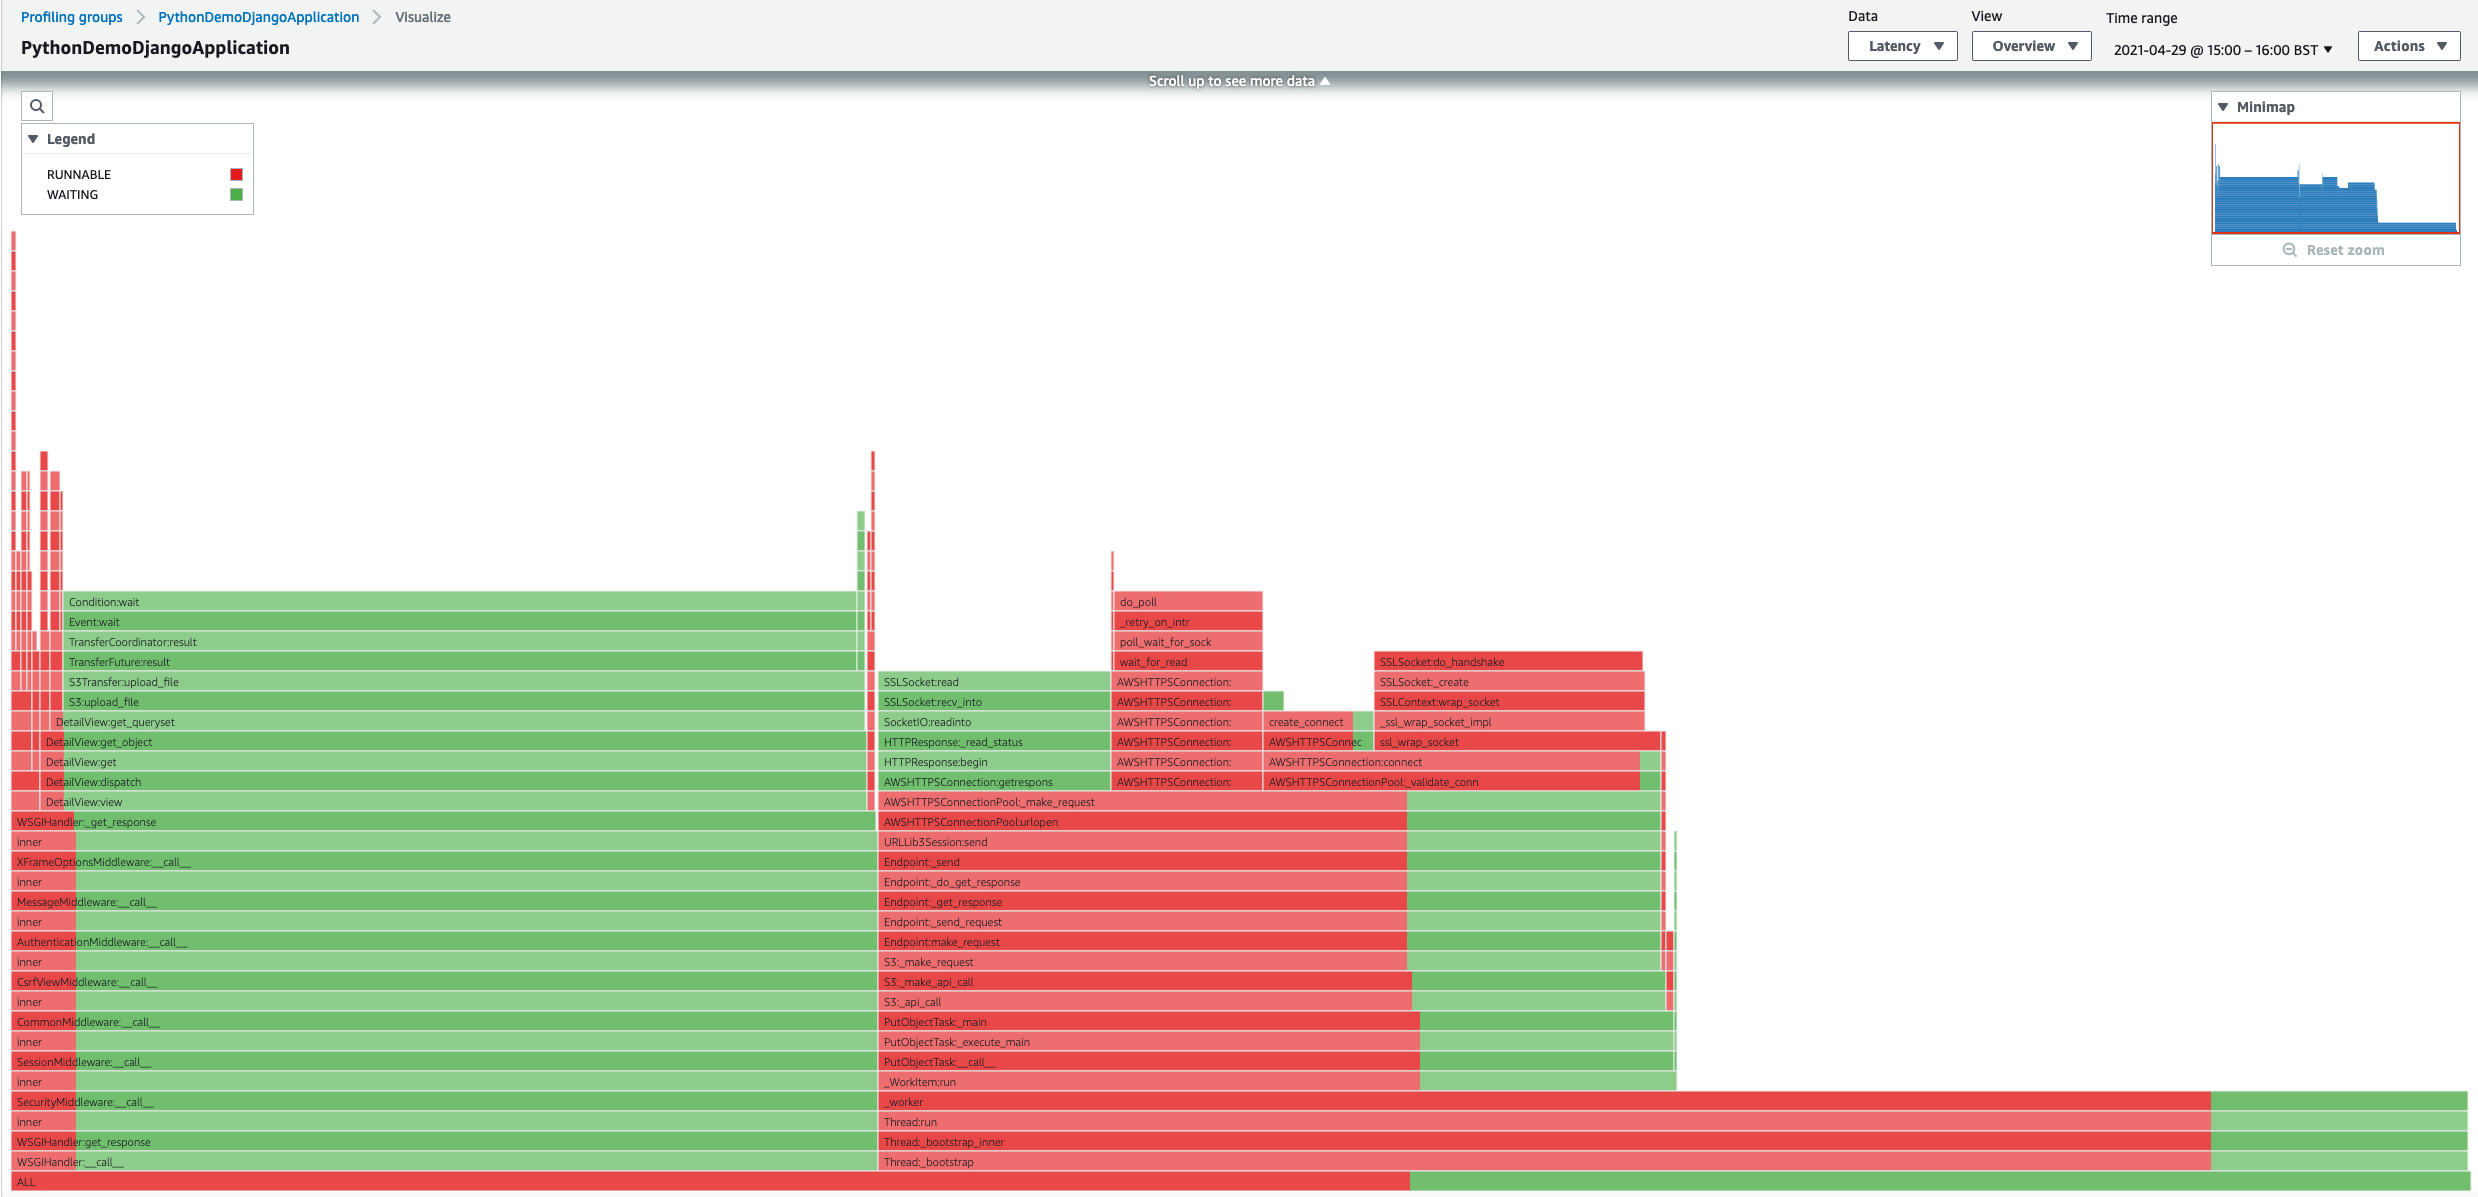 Profiling groups > PythonDemoDjangoApplication > Visualize
PythonDemoDjangoApplication
Data
Latency ▼
View
Overview ▼
Time range
2021-04-29 @ 15:00 – 16:00 BST ▼
Actions ▼
Scroll up to see more data ▲
▼ Legend
RUNNABLE
WAITING
▼ Minimap
Reset zoom
Condition:wait
do_poll
Event:wait
_retry_on_intr
TransferCoordinator:result
poll_wait_for_sock
TransferFuture:result
wait_for_read
SSLSocket:do_handshake
S3Transfer:upload_file
SSLSocket:read
AWSHTTPSConnection:
SSLSocket:_create
S3:upload_file
SSLSocket:recv_into
AWSHTTPSConnection:
SSLContext:wrap_socket
DetailView:get_queryset
SocketIO:readinto
AWSHTTPSConnection:
create_connect
_ssl_wrap_socket_impl
DetailView:get_object
HTTPResponse:_read_status
AWSHTTPSConnection:
AWSHTTPSConnec
ssl_wrap_socket
DetailView:get
HTTPResponse:begin
AWSHTTPSConnection:
AWSHTTPSConnection:connect
DetailView:dispatch
AWSHTTPSConnection:getrespons
AWSHTTPSConnection:
AWSHTTPSConnectionPool:_validate_conn
DetailView:view
AWSHTTPSConnectionPool:_make_request
WSGIHandler:_get_response
AWSHTTPSConnectionPool:urlopen
inner
URLLib3Session:send
XFrameOptionsMiddleware:__call__
Endpoint:_send
inner
Endpoint:_do_get_response
MessageMiddleware:__call__
Endpoint:_get_response
inner
Endpoint:_send_request
AuthenticationMiddleware:__call__
Endpoint:make_request
inner
S3:_make_request
CsrfViewMiddleware:__call__
S3:_make_api_call
inner
S3:_api_call
CommonMiddleware:__call__
PutObjectTask:_main
inner
PutObjectTask:_execute_main
SessionMiddleware:__call__
PutObjectTask:__call__
inner
_WorkItem:run
SecurityMiddleware:__call__
_worker
inner
Thread:run
WSGIHandler:get_response
Thread:_bootstrap_inner
WSGIHandler:__call__
Thread:_bootstrap
ALL